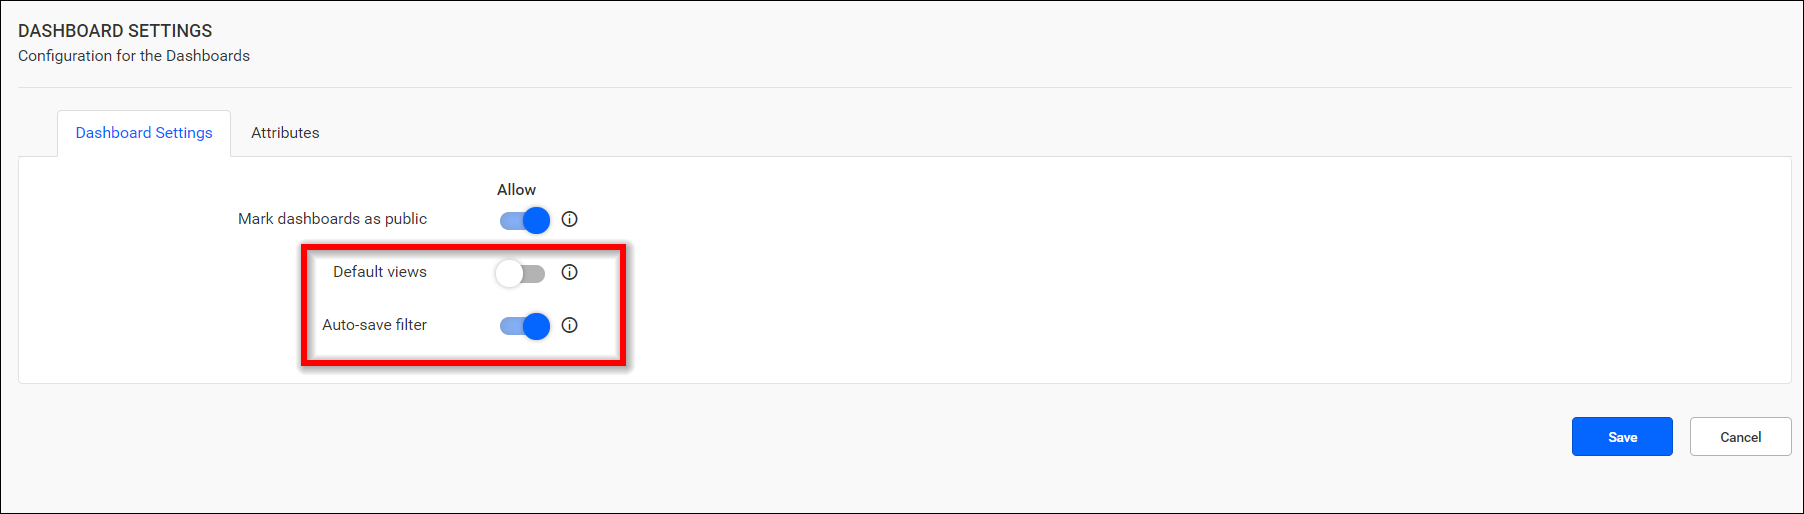 DASHBOARD SETTINGS
Configuration for the Dashboards
Dashboard Settings Attributes
Allow
Mark dashboards as public
Default views
Auto-save filter
Save Cancel